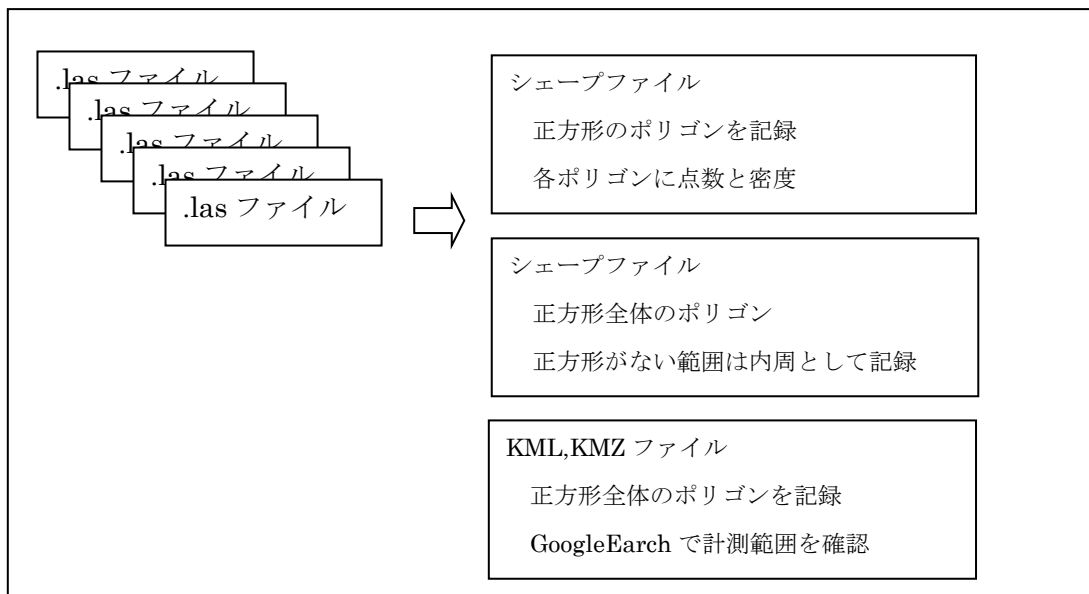 .las ファイル
.las ファイル
.las ファイル
.las ファイル
.las ファイル
シェープファイル
正方形のポリゴンを記録
各ポリゴンに点数と密度
シェープファイル
正方形全体のポリゴン
正方形がない範囲は内周として記録
KML,KMZ ファイル
正方形全体のポリゴンを記録
GoogleEarch で計測範囲を確認